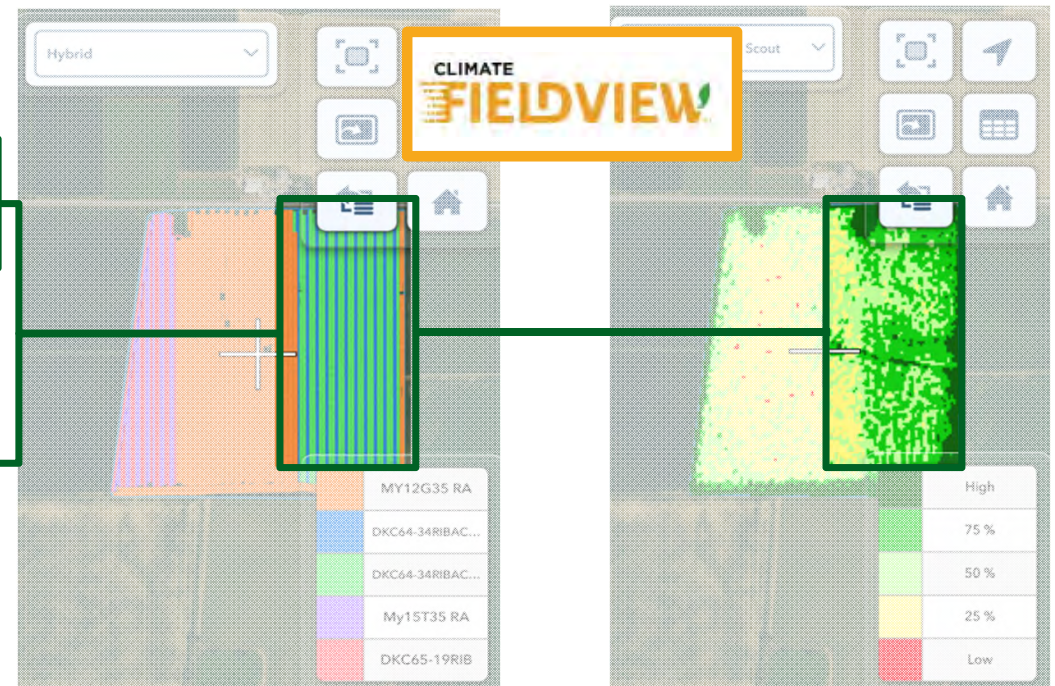 Hybrid
CLIMATE
FIELDVIEW
Scout
MY12G35 RA
DKC64-34RIBAC...
DKC64-34RIBAC...
My15T35 RA
DKC65-19RIB
High
75 %
50 %
25 %
Low